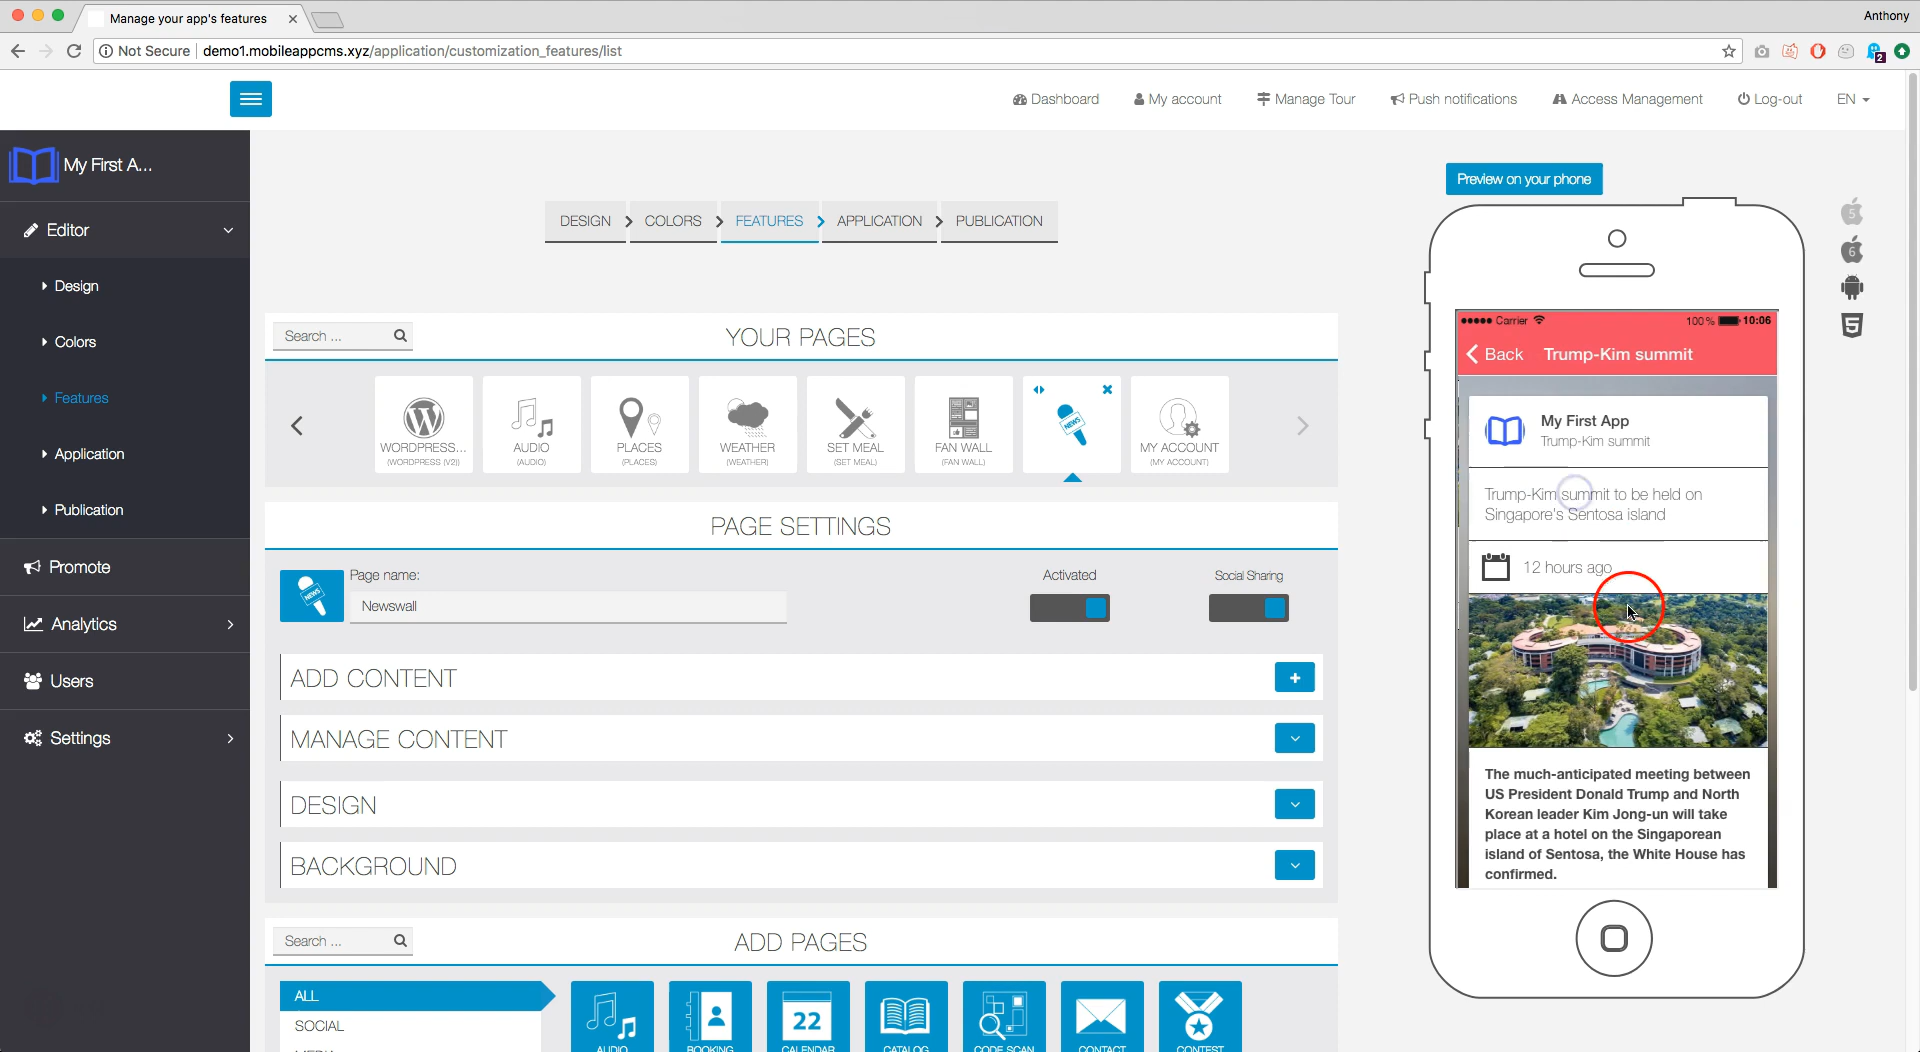 Manage your app's features
Anthony
Not Secure
demo1.mobileappcms.xyz/application/customization_features/list
2
Dashboard
My account
Manage Tour
Push notifications
Access Management
Log-out
EN
My First A...
Editor
Design
Colors
Features
Application
Publication
Promote
Analytics
Users
Settings
DESIGN
COLORS
FEATURES
APPLICATION
PUBLICATION
Search ...
YOUR PAGES
WORDPRESS...
(WORDPRESS (V2))
AUDIO
(AUDIO)
PLACES
(PLACES)
WEATHER
(WEATHER)
SET MEAL
(SET MEAL)
FAN WALL
(FAN WALL)
NEWS
MY ACCOUNT
(MY ACCOUNT)
PAGE SETTINGS
NEWS
Page name:
Newswall
Activated
Social Sharing
ADD CONTENT
MANAGE CONTENT
DESIGN
BACKGROUND
Search ...
ADD PAGES
ALL
SOCIAL
AUDIO
BOOKING
22
CALENDAR
CATALOG
CODE SCAN
CONTACT
CONTEST
Preview on your phone
5
6
5
Carrier
100%
10:06
Back
Trump-Kim summit
My First App
Trump-Kim summit
Trump-Kim summit to be held on
Singapore's Sentosa island
12 hours ago
The much-anticipated meeting between
US President Donald Trump and North
Korean leader Kim Jong-un will take
place at a hotel on the Singaporean
island of Sentosa, the White House has
confirmed.